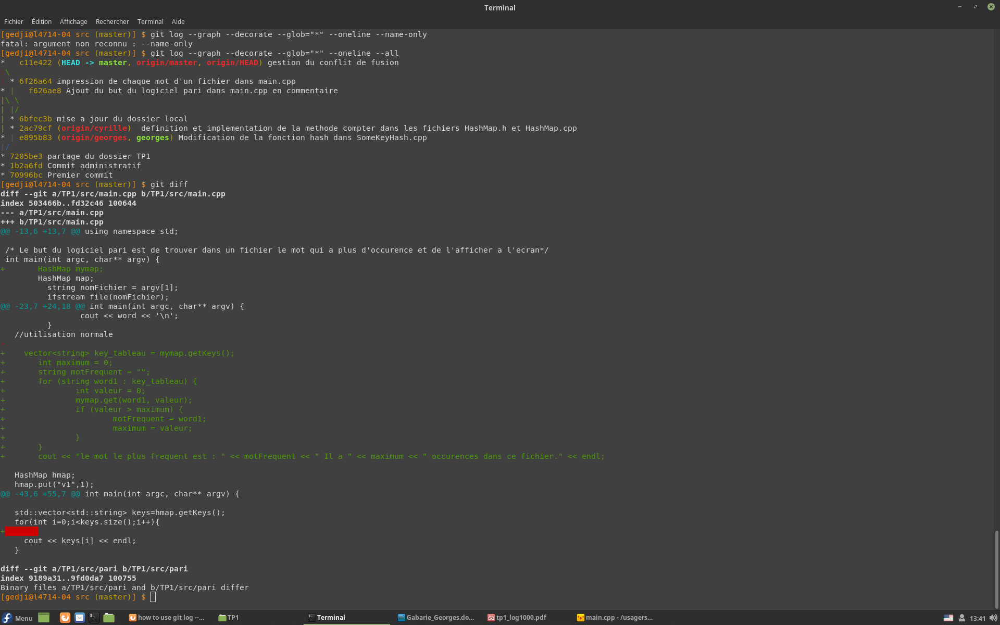 Terminal
Fichier Édition Affichage Rechercher Terminal Aide
[gedji@l4714-04 src (master)] $ git log --graph --decorate --glob="*" --oneline --name-only
fatal: argument non reconnu : --name-only
[gedji@l4714-04 src (master)] $ git log --graph --decorate --glob="*" --oneline --all
*   c11e422 (HEAD -> master, origin/master, origin/HEAD) gestion du conflit de fusion
|\
| * 6f26a64 impression de chaque mot d'un fichier dans main.cpp
* |   f626ae8 Ajout du but du logiciel pari dans main.cpp en commentaire
|\ \
| |/
| * 6bfec3b mise a jour du dossier local
| * 2ac79cf (origin/cyrille)  definition et implementation de la methode compter dans les fichiers HashMap.h et HashMap.cpp
* | e895b83 (origin/georges, georges) Modification de la fonction hash dans SomeKeyHash.cpp
|/
* 7205be3 partage du dossier TP1
* 1b2a6fd Commit administratif
* 70996bc Premier commit
[gedji@l4714-04 src (master)] $ git diff
diff --git a/TP1/src/main.cpp b/TP1/src/main.cpp
index 503466b..fd32c46 100644
--- a/TP1/src/main.cpp
+++ b/TP1/src/main.cpp
@@ -13,6 +13,7 @@ using namespace std;
 /* Le but du logiciel pari est de trouver dans un fichier le mot qui a plus d'occurence et de l'afficher a l'ecran*/
 int main(int argc, char** argv) {
+       HashMap mymap;
        HashMap map;
          string nomFichier = argv[1];
          ifstream file(nomFichier);
@@ -23,7 +24,18 @@ int main(int argc, char** argv) {
                 cout << word << '\n';
          }
   //utilisation normale
-
+    vector<string> key_tableau = mymap.getKeys();
+       int maximum = 0;
+       string motFrequent = "";
+       for (string word1 : key_tableau) {
+               int valeur = 0;
+               mymap.get(word1, valeur);
+               if (valeur > maximum) {
+                       motFrequent = word1;
+                       maximum = valeur;
+               }
+       }
+       cout << "le mot le plus frequent est : " << motFrequent << " Il a " << maximum << " occurences dans ce fichier." << endl;
   HashMap hmap;
   hmap.put("v1",1);
@@ -43,6 +55,7 @@ int main(int argc, char** argv) {
   std::vector<std::string> keys=hmap.getKeys();
   for(int i=0;i<keys.size();i++){
+
     cout << keys[i] << endl;
   }
diff --git a/TP1/src/pari b/TP1/src/pari
index 9189a31..9fd0da7 100755
Binary files a/TP1/src/pari and b/TP1/src/pari differ
[gedji@l4714-04 src (master)] $
Menu how to use git log --... TP1 Terminal Gabarie_Georges.do... tp1_log1000.pdf main.cpp - /usagers... 13:41